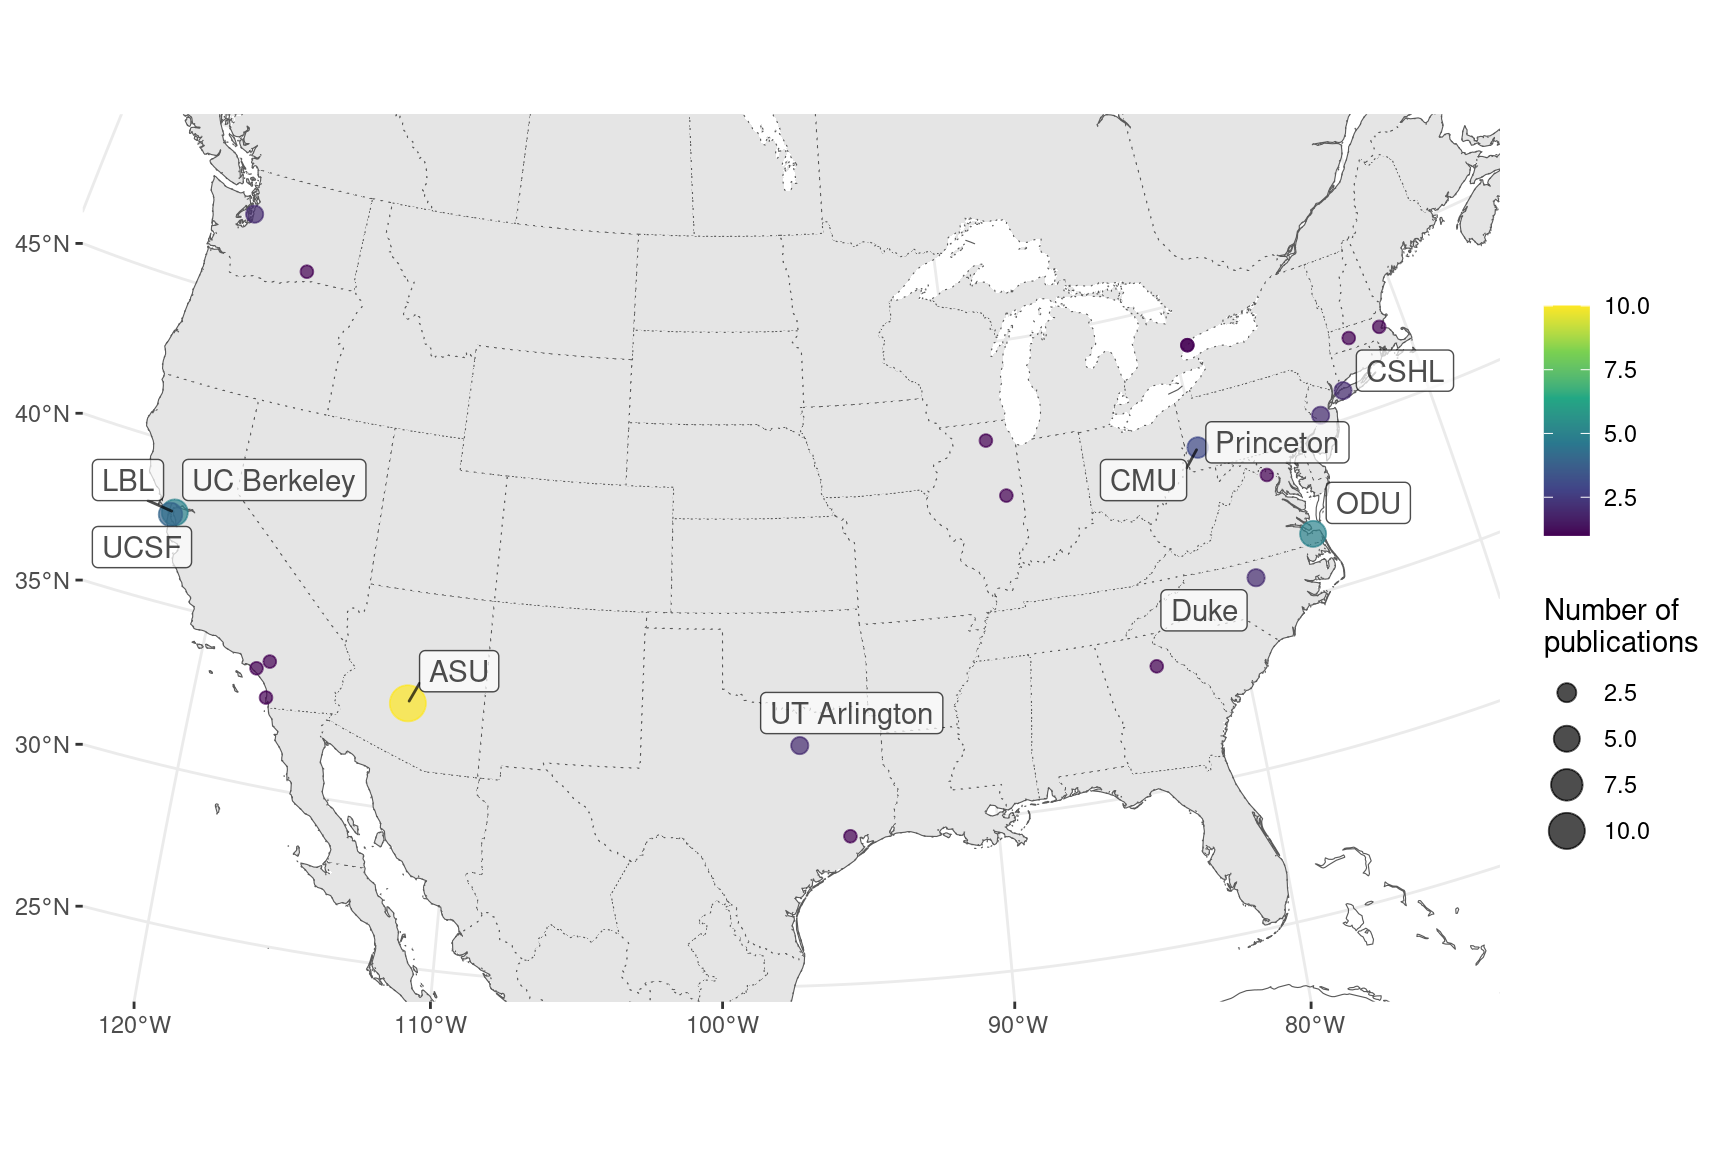 45°N
40°N
35°N
30°N
25°N
120°W
110°W
100°W
90°W
80°W
CSHL
Princeton
CMU
LBL
UC Berkeley
ODU
UCSF
Duke
ASU
UT Arlington
10.0
7.5
5.0
2.5
Number of
publications
2.5
5.0
7.5
10.0